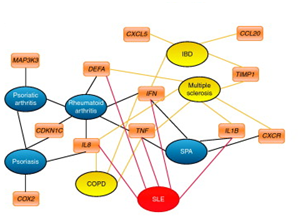 CXCL5
CCL20
IBD
MAP3K3
DEFA
TIMP1
Psoriatic
arthritis
Rheumatoid
arthritis
IFN
Multiple
sclerosis
CDKN1C
TNF
IL1B
CXCR
IL6
Psoriasis
SPA
COPD
COX2
SLE